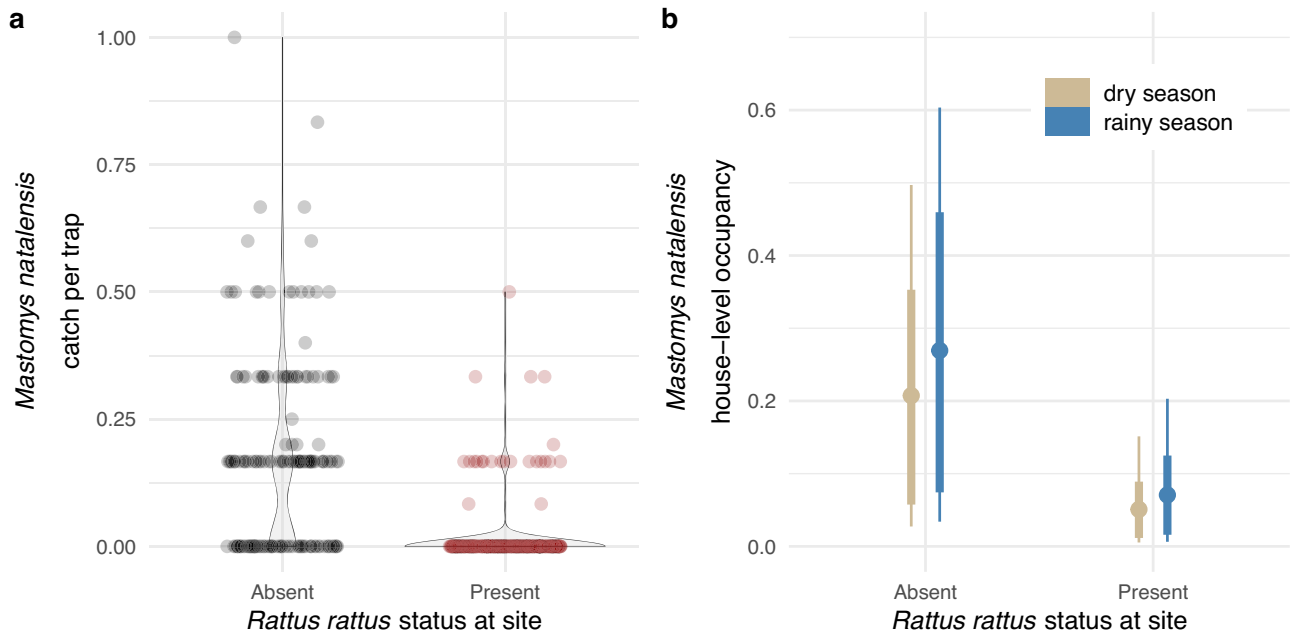 a
Mastomys natalensis
catch per trap
1.00
0.75
0.50
0.25
0.00
Absent
Present
Rattus rattus status at site
b
Mastomys natalensis
house−level occupancy
0.6
0.4
0.2
0.0
dry season
rainy season
Absent
Present
Rattus rattus status at site